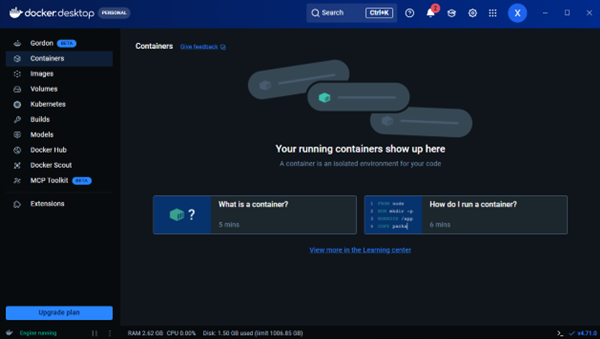 docker.desktop PERSONAL
Search Ctrl+K
2
X
Gordon BETA
Containers
Images
Volumes
Kubernetes
Builds
Models
Docker Hub
Docker Scout
MCP Toolkit BETA
Extensions
Containers Give feedback
Your running containers show up here
A container is an isolated environment for your code
?
What is a container?
5 mins
1 FROM node
2 RUN mkdir -p
3 WORKDIR /app
4 COPY packa
How do I run a container?
6 mins
View more in the Learning center
Upgrade plan
Engine running
RAM 2.62 GB CPU 0.00% Disk: 1.50 GB used (limit 1006.85 GB)
v4.71.0